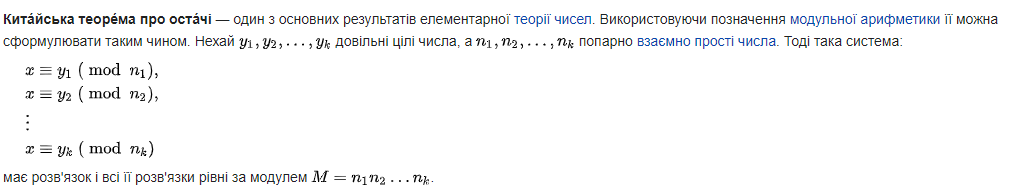 Кита́йська теоре́ма про оста́чі — один з основних результатів елементарної теорії чисел. Використовуючи позначення модульної арифметики її можна
сформулювати таким чином. Нехай y₁, y₂, . . . , yₖ довільні цілі числа, а n₁, n₂, . . . , nₖ попарно взаємно прості числа. Тоді така система:
x ≡ y₁ ( mod n₁),
x ≡ y₂ ( mod n₂),
⋮
x ≡ yₖ ( mod nₖ)
має розв'язок і всі її розв'язки рівні за модулем M = n₁n₂ . . . nₖ.